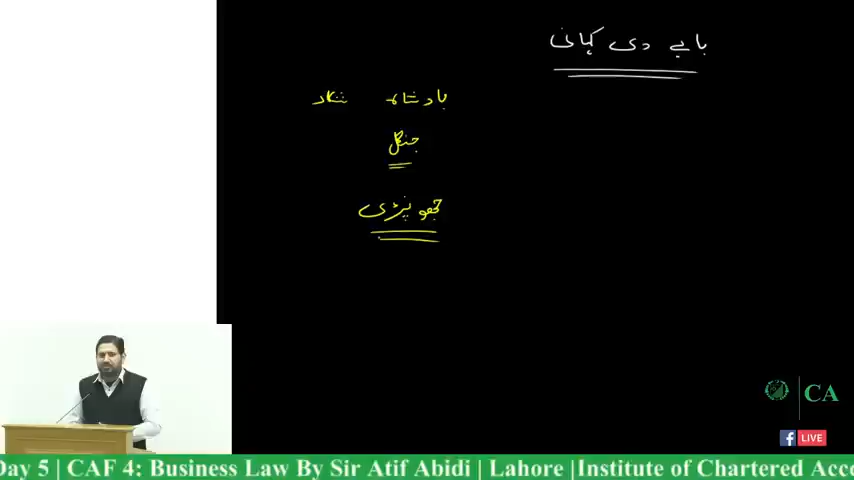 بابے دی کہانی
بادشاہ شکار
جنگل
جھونپڑی
CA
LIVE
Day 5 | CAF 4: Business Law By Sir Atif Abidi | Lahore |Institute of Chartered Acco